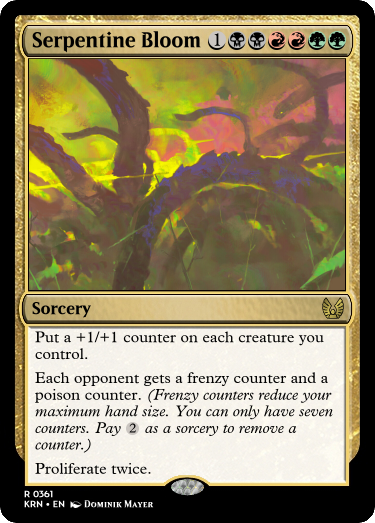 Serpentine Bloom 1
Sorcery
Put a +1/+1 counter on each creature you
control.
Each opponent gets a frenzy counter and a
poison counter. (Frenzy counters reduce your
maximum hand size. You can only have seven
counters. Pay 2 as a sorcery to remove a
counter.)
Proliferate twice.
R 0361
KRN • EN Dominik Mayer